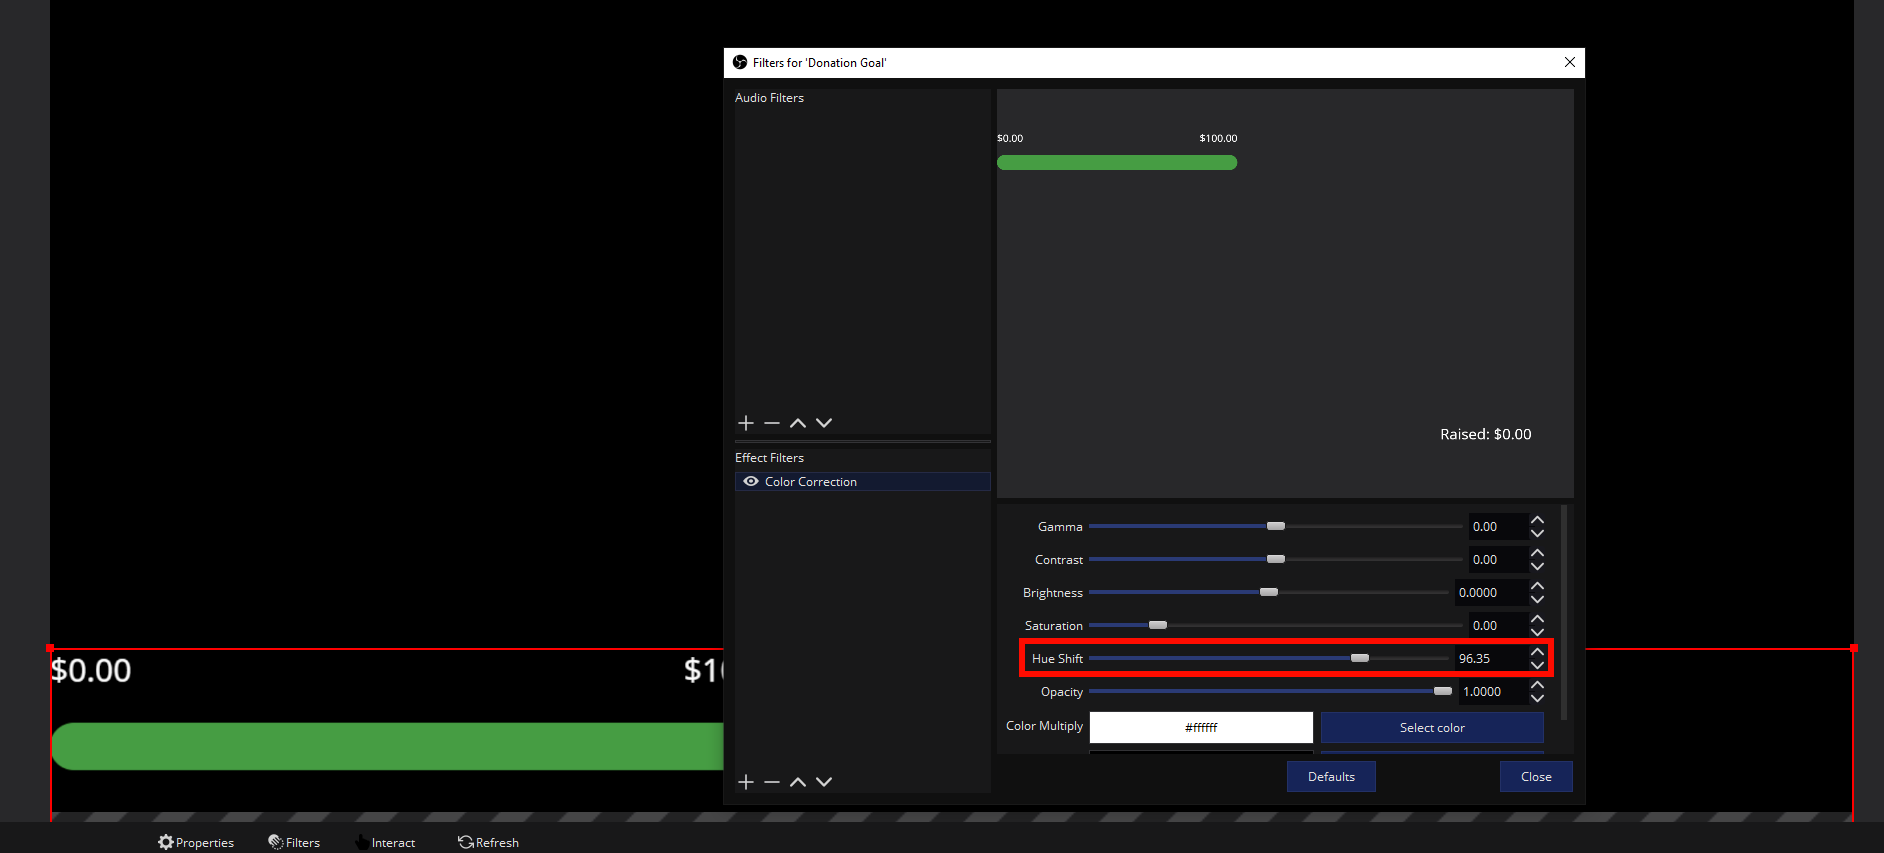 Filters for 'Donation Goal'
Audio Filters
$0.00 $100.00
Raised: $0.00
Effect Filters
Color Correction
Gamma 0.00
Contrast 0.00
Brightness 0.0000
Saturation 0.00
Hue Shift 96.35
Opacity 1.0000
Color Multiply #ffffff Select color
Defaults Close
$0.00 $10
Properties Filters Interact Refresh